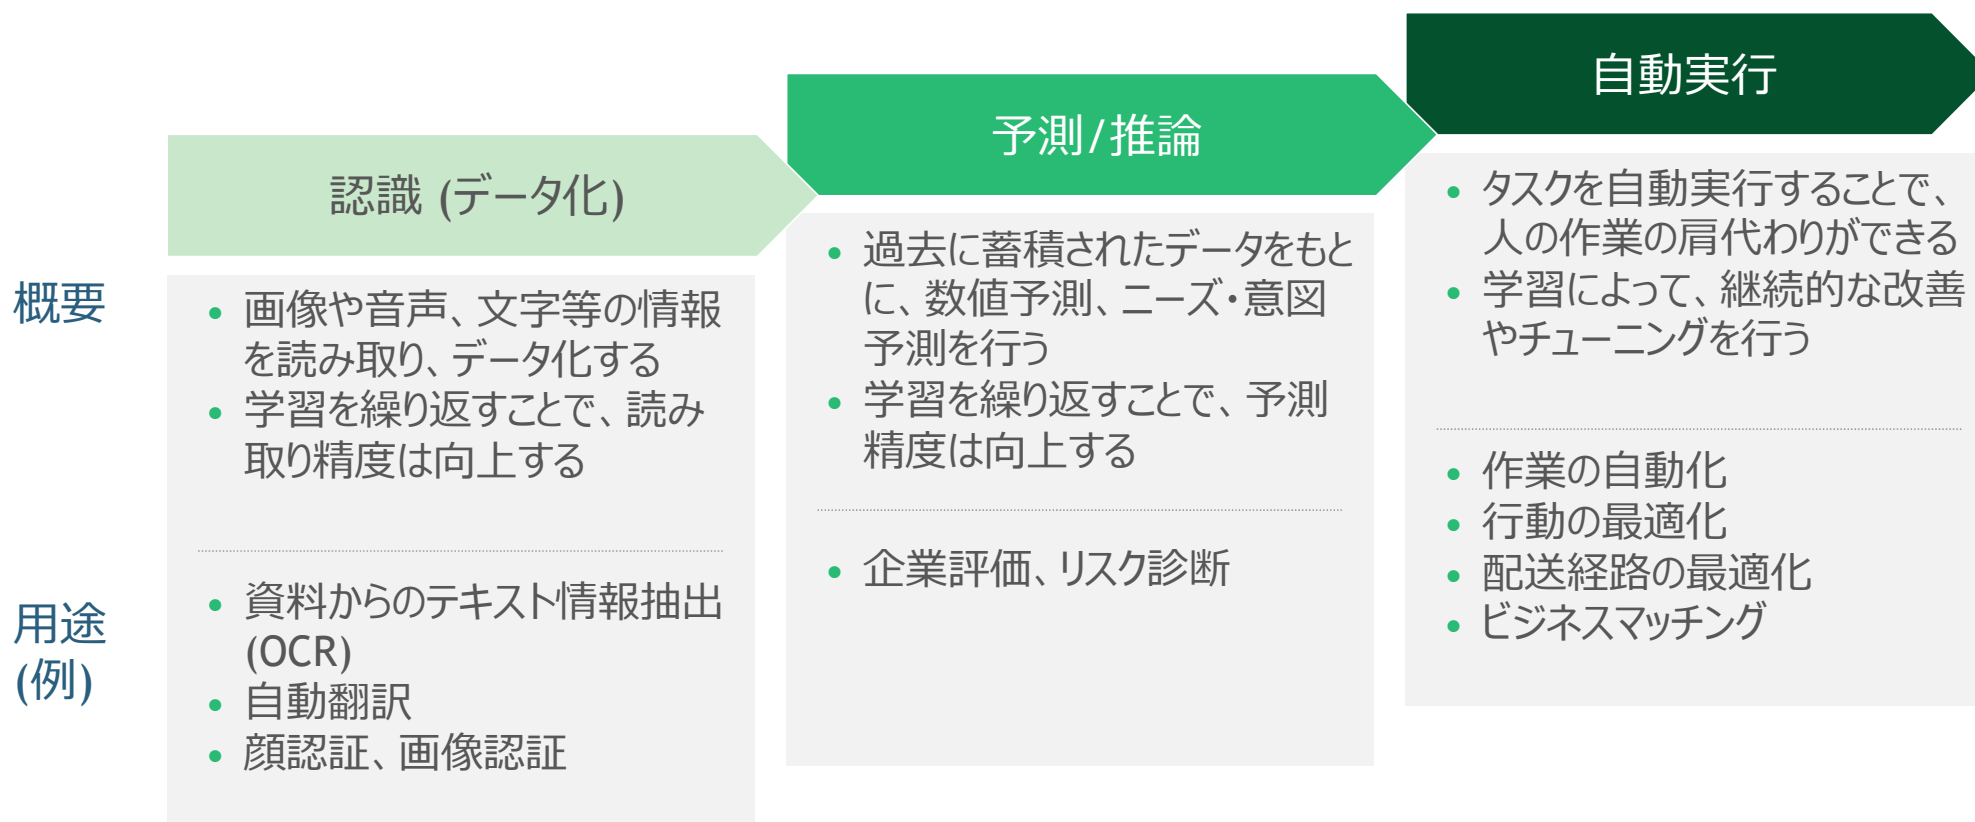 自動実行
予測/推論
認識 (データ化)
概要
• 画像や音声、文字等の情報
を読み取り、データ化する
• 学習を繰り返すことで、読み
取り精度は向上する
• 過去に蓄積されたデータをもと
に、数値予測、ニーズ・意図
予測を行う
• 学習を繰り返すことで、予測
精度は向上する
• タスクを自動実行することで、
人の作業の肩代わりができる
• 学習によって、継続的な改善
やチューニングを行う
用途
(例)
• 資料からのテキスト情報抽出
(OCR)
• 自動翻訳
• 顔認証、画像認証
• 企業評価、リスク診断
• 作業の自動化
• 行動の最適化
• 配送経路の最適化
• ビジネスマッチング